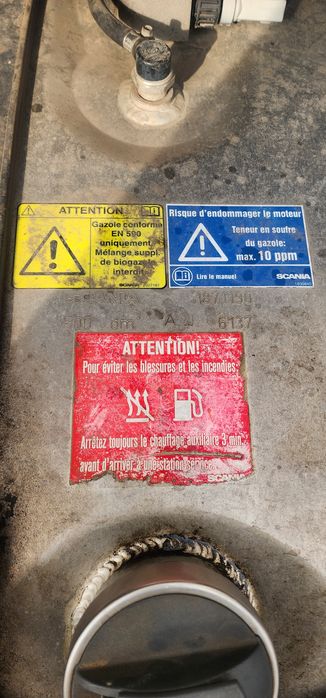 ATTENTION
Gazole conforme
EN 590
uniquement.
Mélange suppl.
de biogazole
interdit.
SCANIA
Risque d'endommager le moteur
Teneur en soufre
du gazole:
max. 10 ppm
Lire le manuel
SCANIA
ATTENTION!
Pour éviter les blessures et les incendies:
Arrêtez toujours le chauffage auxiliaire 3 min.
avant d'arriver à une station service.
SCANIA